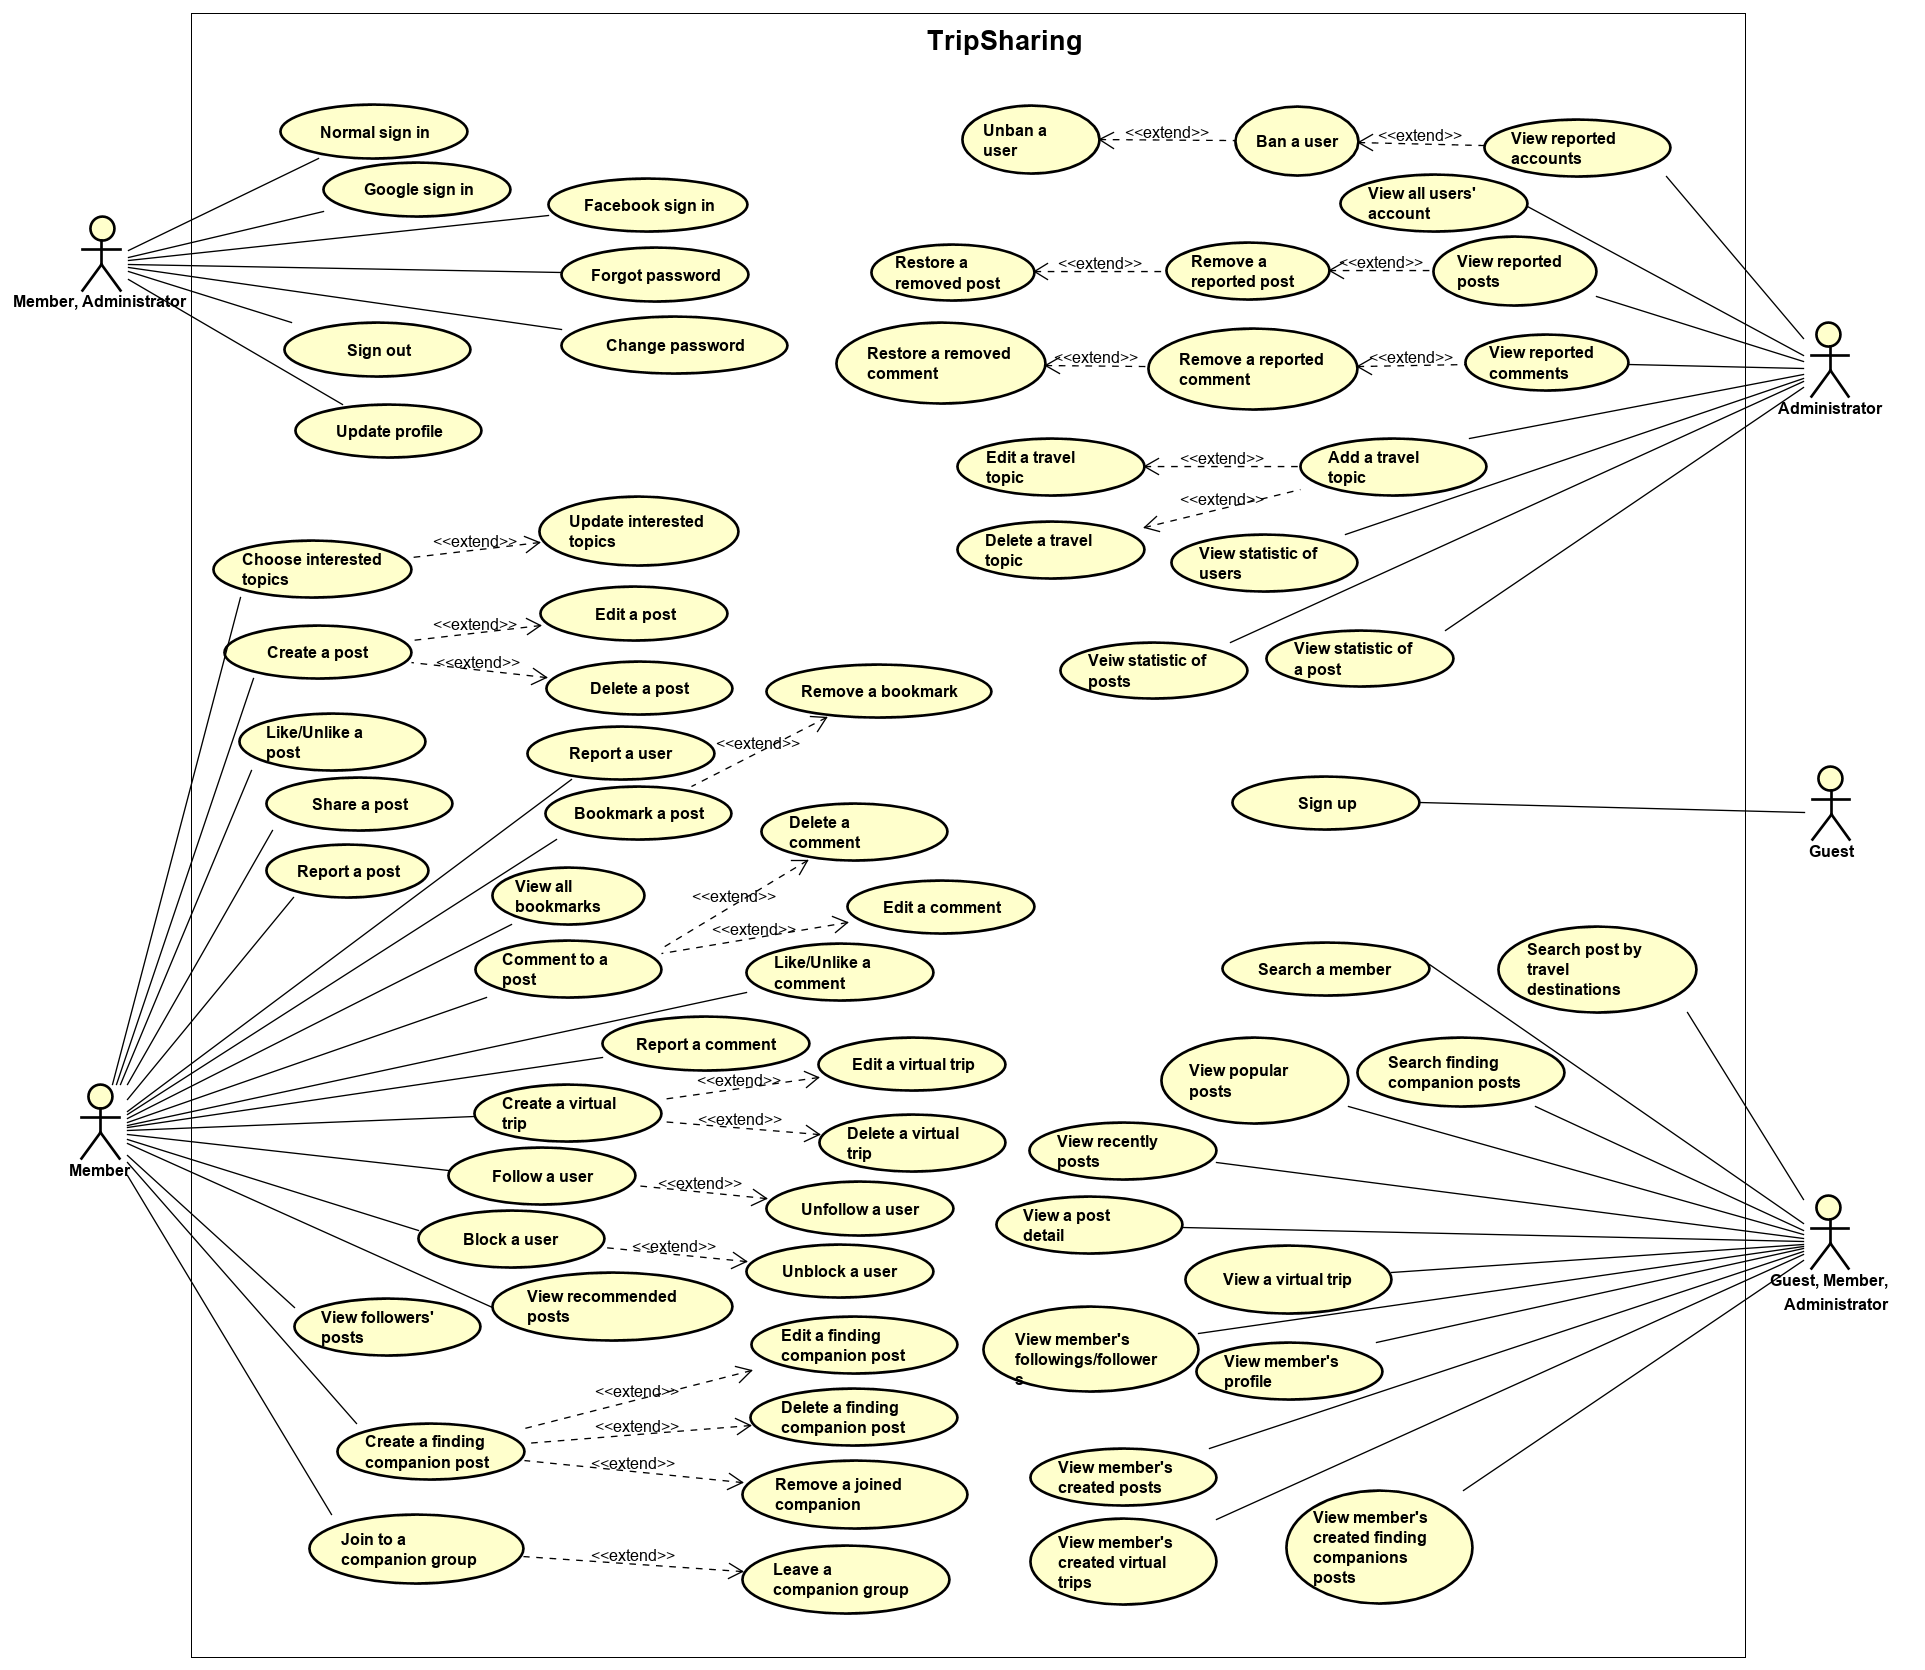 TripSharing
Normal sign in
Google sign in
Facebook sign in
Forgot password
Change password
Sign out
Update profile
Member, Administrator
Unban a
user
<<extend>>
Ban a user
<<extend>>
View reported
accounts
View all users'
account
Restore a
removed post
<<extend>>
Remove a
reported post
<<extend>>
View reported
posts
Restore a removed
comment
<<extend>>
Remove a reported
comment
<<extend>>
View reported
comments
Administrator
Edit a travel
topic
<<extend>>
Add a travel
topic
<<extend>>
Delete a travel
topic
View statistic of
users
Veiw statistic of
posts
View statistic of
a post
Choose interested
topics
<<extend>>
Update interested
topics
Create a post
<<extend>>
Edit a post
<<extend>>
Delete a post
Like/Unlike a
post
Share a post
Report a post
Report a user
Remove a bookmark
<<extend>>
Bookmark a post
View all
bookmarks
Delete a
comment
<<extend>>
Edit a comment
<<extend>>
Comment to a
post
Like/Unlike a
comment
Report a comment
Create a virtual
trip
<<extend>>
Edit a virtual trip
<<extend>>
Delete a virtual
trip
Member
Follow a user
<<extend>>
Unfollow a user
Block a user
<<extend>>
Unblock a user
View recommended
posts
View followers'
posts
Edit a finding
companion post
<<extend>>
Delete a finding
companion post
<<extend>>
Create a finding
companion post
<<extend>>
Remove a joined
companion
Join to a
companion group
<<extend>>
Leave a
companion group
Sign up
Guest
Search a member
Search post by
travel
destinations
View popular
posts
Search finding
companion posts
View recently
posts
View a post
detail
View a virtual trip
Guest, Member,
Administrator
View member's
followings/follower
s
View member's
profile
View member's
created posts
View member's
created virtual
trips
View member's
created finding
companions
posts